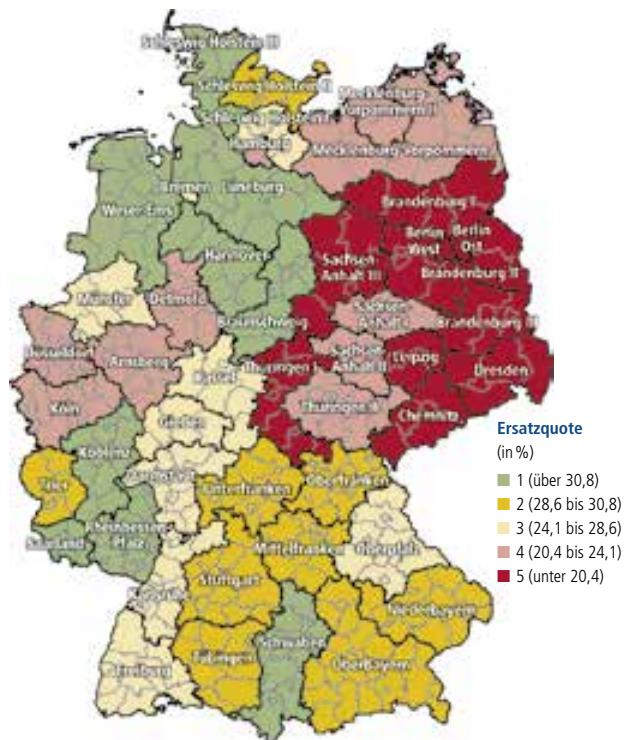 Schleswig Holstein III
Schleswig Holstein II
Mecklenburg-
Vorpommern II
Schleswig Holstein I
Hamburg
Mecklenburg-Vorpommern
Bremen
Lüneburg
Brandenburg I
Weser-Ems
Berlin
West
Berlin
Ost
Hannover
Sachsen
Anhalt III
Brandenburg II
Münster
Detmold
Braunschweig
Sachsen
Anhalt I
Brandenburg III
Düsseldorf
Arnsberg
Kassel
Thüringen I
Sachsen
Anhalt II
Leipzig
Dresden
Köln
Gießen
Thüringen II
Chemnitz
Koblenz
Darmstadt
Trier
Unterfranken
Oberfranken
Saarland
Rheinhessen-
Pfalz
Mittelfranken
Oberpfalz
Karlsruhe
Stuttgart
Niederbayern
Freiburg
Tübingen
Schwaben
Oberbayern
Ersatzquote
(in %)
1 (über 30,8)
2 (28,6 bis 30,8)
3 (24,1 bis 28,6)
4 (20,4 bis 24,1)
5 (unter 20,4)